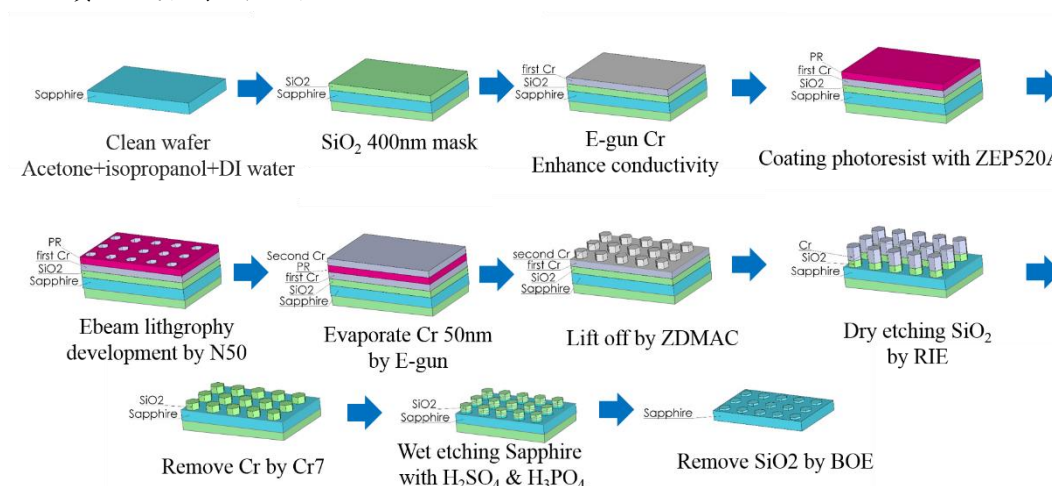 Sapphire
Clean wafer
Acetone+isopropanol+DI water
SiO2
Sapphire
SiO₂ 400nm mask
first Cr
SiO2
Sapphire
E-gun Cr
Enhance conductivity
PR
first Cr
SiO2
Sapphire
Coating photoresist with ZEP520A
PR
first Cr
SiO2
Sapphire
Ebeam lithgrophy
development by N50
Second Cr
PR
first Cr
SiO2
Sapphire
Evaporate Cr 50nm
by E-gun
second Cr
first Cr
SiO2
Sapphire
Lift off by ZDMAC
Cr
SiO2
Sapphire
Dry etching SiO₂
by RIE
SiO2
Sapphire
Remove Cr by Cr7
SiO2
Sapphire
Wet etching Sapphire
with H₂SO₄ & H₃PO₄
Sapphire
Remove SiO2 by BOE